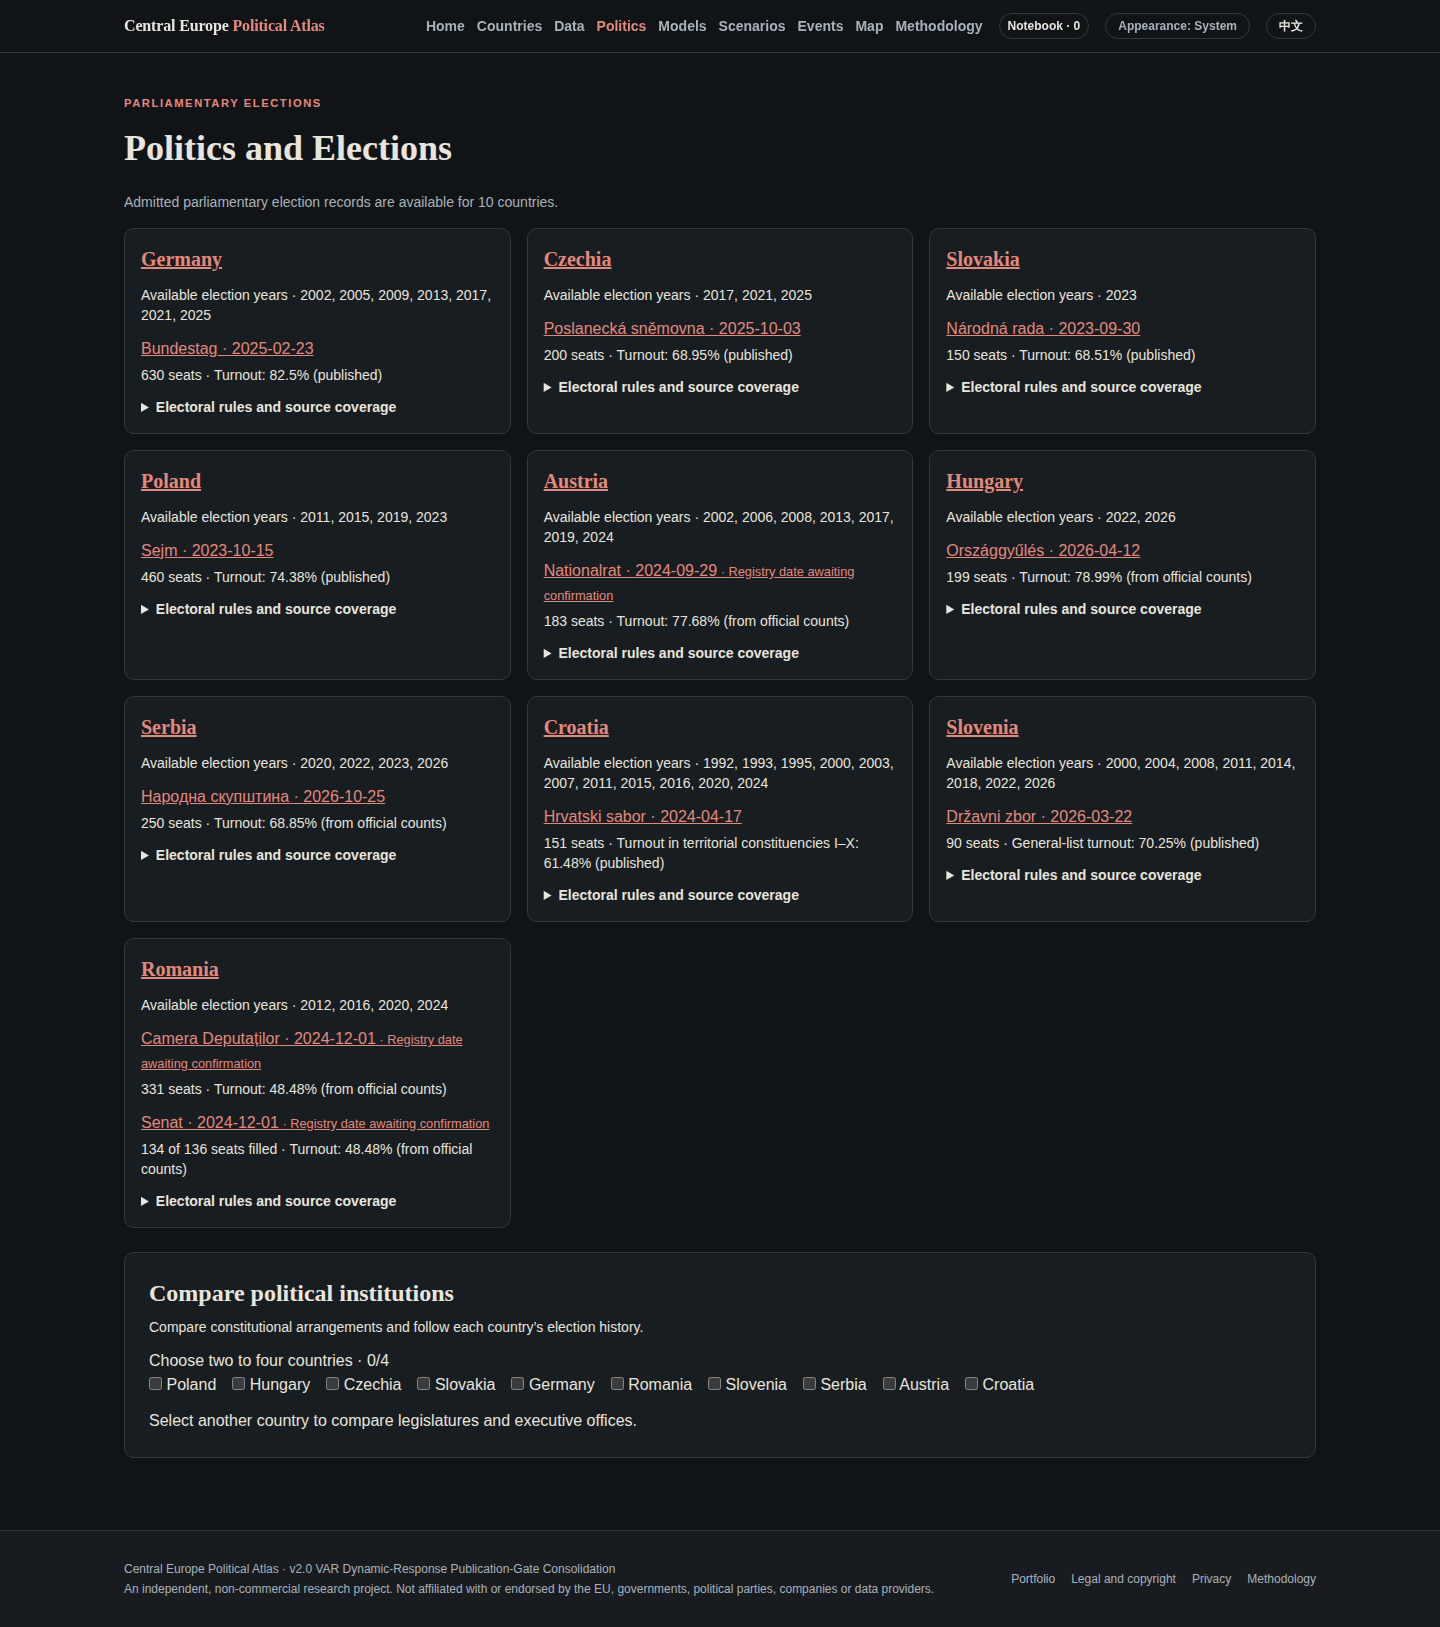 Central Europe Political Atlas
Home Countries Data Politics Models Scenarios Events Map Methodology Notebook · 0 Appearance: System 中文
PARLIAMENTARY ELECTIONS
Politics and Elections
Admitted parliamentary election records are available for 10 countries.
Germany
Available election years · 2002, 2005, 2009, 2013, 2017,
2021, 2025
Bundestag · 2025-02-23
630 seats · Turnout: 82.5% (published)
Electoral rules and source coverage
Czechia
Available election years · 2017, 2021, 2025
Poslanecká sněmovna · 2025-10-03
200 seats · Turnout: 68.95% (published)
Electoral rules and source coverage
Slovakia
Available election years · 2023
Národná rada · 2023-09-30
150 seats · Turnout: 68.51% (published)
Electoral rules and source coverage
Poland
Available election years · 2011, 2015, 2019, 2023
Sejm · 2023-10-15
460 seats · Turnout: 74.38% (published)
Electoral rules and source coverage
Austria
Available election years · 2002, 2006, 2008, 2013, 2017,
2019, 2024
Nationalrat · 2024-09-29 · Registry date awaiting
confirmation
183 seats · Turnout: 77.68% (from official counts)
Electoral rules and source coverage
Hungary
Available election years · 2022, 2026
Országgyűlés · 2026-04-12
199 seats · Turnout: 78.99% (from official counts)
Electoral rules and source coverage
Serbia
Available election years · 2020, 2022, 2023, 2026
Народна скупштина · 2026-10-25
250 seats · Turnout: 68.85% (from official counts)
Electoral rules and source coverage
Croatia
Available election years · 1992, 1993, 1995, 2000, 2003,
2007, 2011, 2015, 2016, 2020, 2024
Hrvatski sabor · 2024-04-17
151 seats · Turnout in territorial constituencies I–X:
61.48% (published)
Electoral rules and source coverage
Slovenia
Available election years · 2000, 2004, 2008, 2011, 2014,
2018, 2022, 2026
Državni zbor · 2026-03-22
90 seats · General-list turnout: 70.25% (published)
Electoral rules and source coverage
Romania
Available election years · 2012, 2016, 2020, 2024
Camera Deputaților · 2024-12-01 · Registry date
awaiting confirmation
331 seats · Turnout: 48.48% (from official counts)
Senat · 2024-12-01 · Registry date awaiting confirmation
134 of 136 seats filled · Turnout: 48.48% (from official
counts)
Electoral rules and source coverage
Compare political institutions
Compare constitutional arrangements and follow each country’s election history.
Choose two to four countries · 0/4
Poland Hungary Czechia Slovakia Germany Romania Slovenia Serbia Austria Croatia
Select another country to compare legislatures and executive offices.
Central Europe Political Atlas · v2.0 VAR Dynamic-Response Publication-Gate Consolidation
An independent, non-commercial research project. Not affiliated with or endorsed by the EU, governments, political parties, companies or data providers.
Portfolio Legal and copyright Privacy Methodology